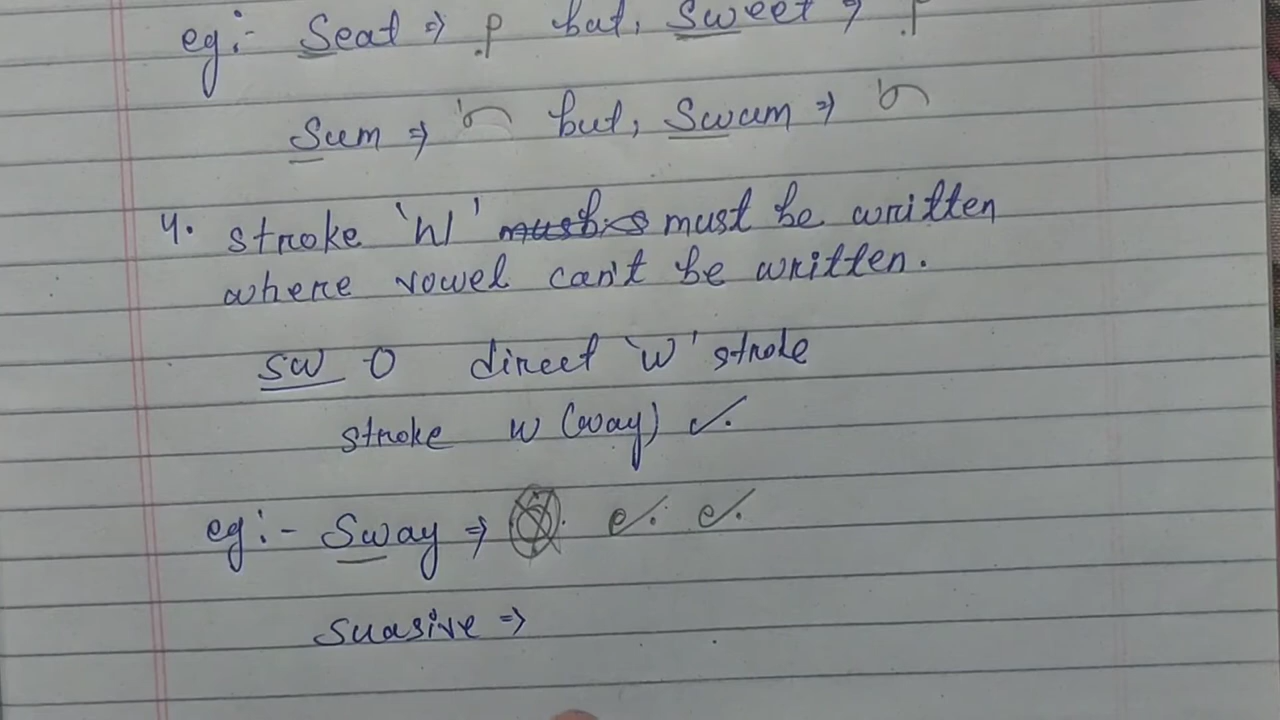 eg:- Seat ⇒ but, Sweet ⇒
Sum ⇒ but, Swum ⇒
4. stroke 'W' must be written
where vowel can't be written.
SW O direct 'W' stroke
stroke w (way)
eg:- Sway ⇒
Suasive ⇒